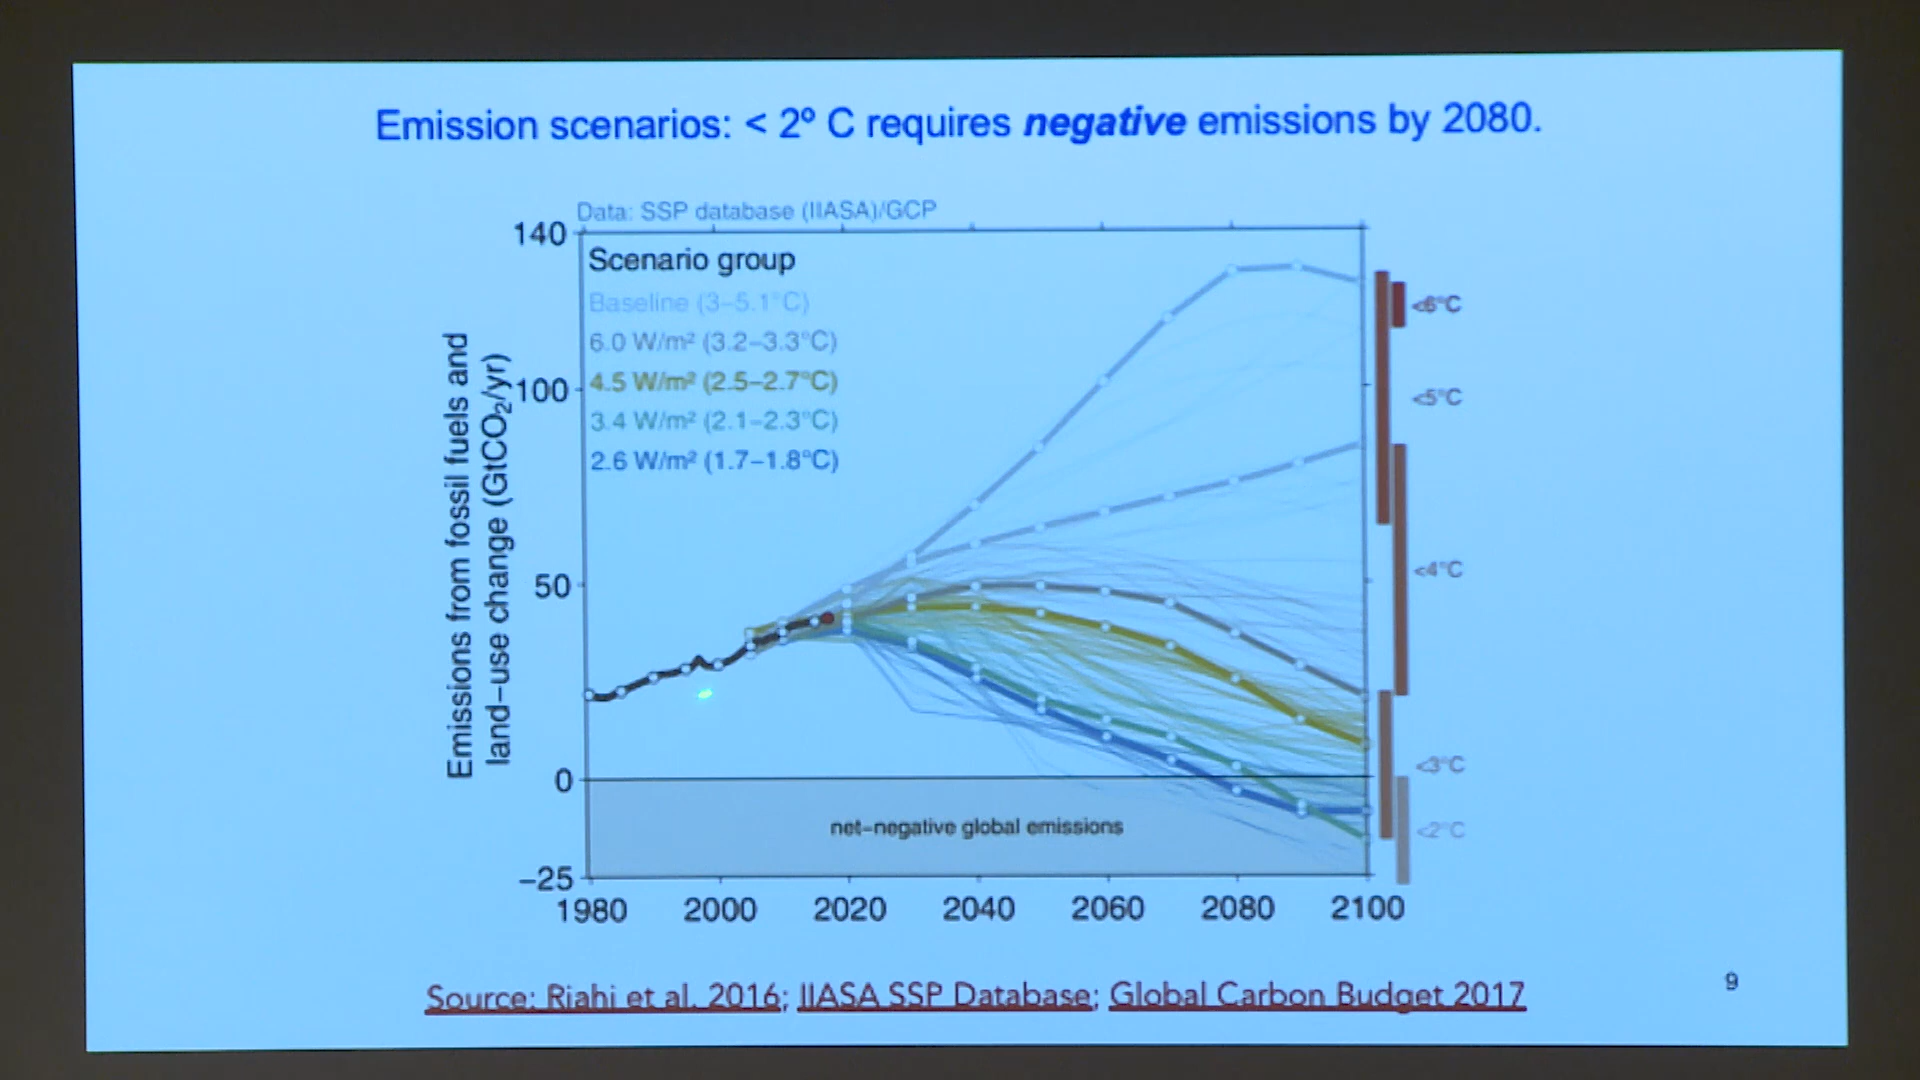 Emission scenarios: < 2º C requires negative emissions by 2080.
Data: SSP database (IIASA)/GCP
140
100
50
0
−25
Emissions from fossil fuels and
land−use change (GtCO₂/yr)
Scenario group
Baseline (3−5.1°C)
6.0 W/m² (3.2−3.3°C)
4.5 W/m² (2.5−2.7°C)
3.4 W/m² (2.1−2.3°C)
2.6 W/m² (1.7−1.8°C)
<6°C
<5°C
<4°C
<3°C
<2°C
net−negative global emissions
1980 2000 2020 2040 2060 2080 2100
Source: Riahi et al. 2016; IIASA SSP Database; Global Carbon Budget 2017
9